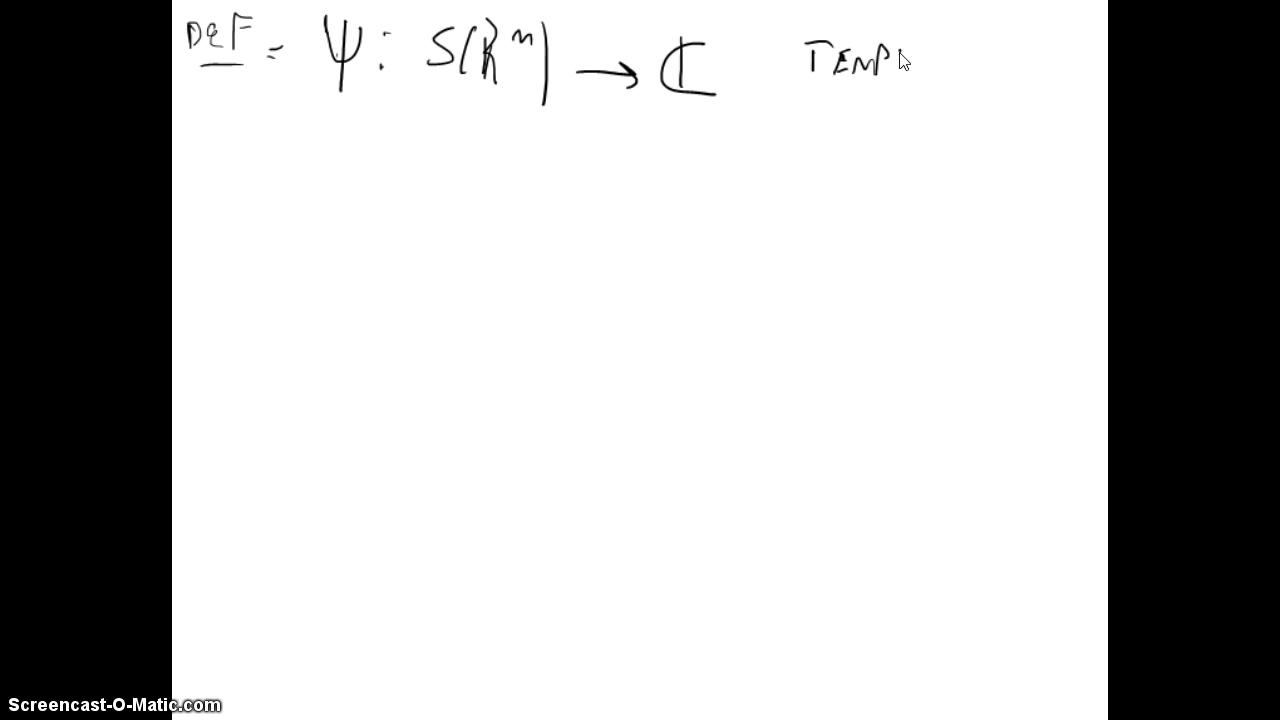 DEF = Ψ: S(ℝⁿ) → ℂ TEMP
Screencast-O-Matic.com